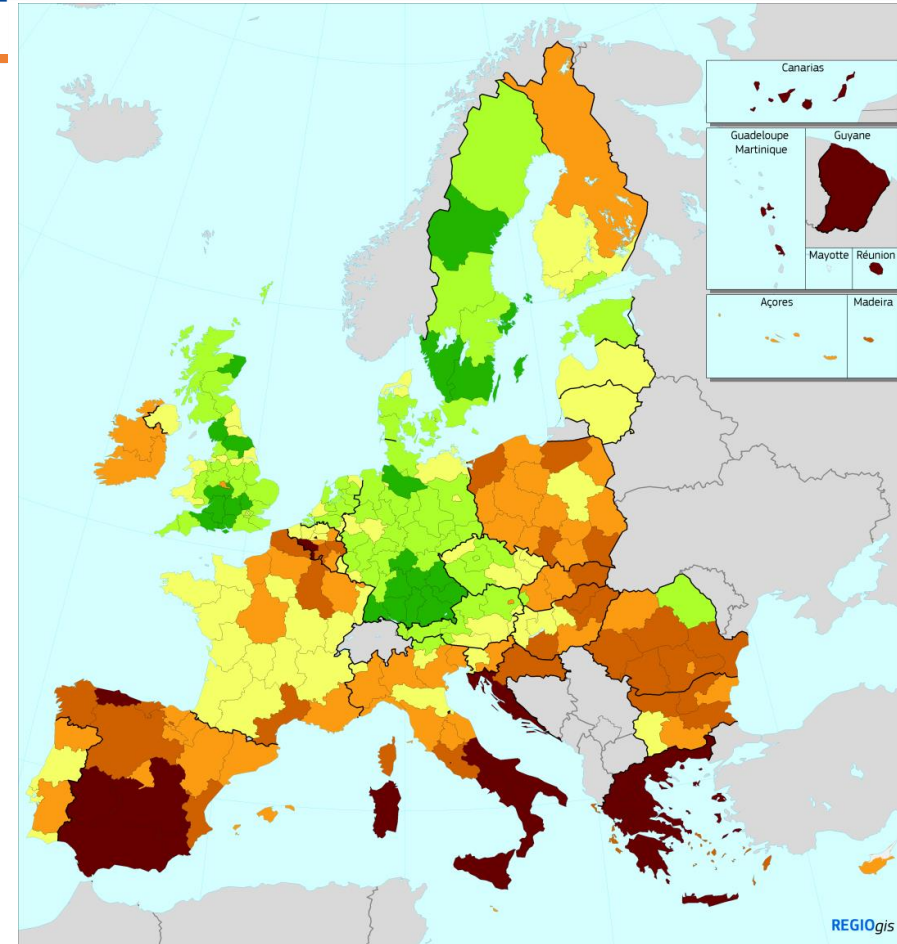 Canarias
Guadeloupe
Martinique
Guyane
Mayotte
Réunion
Açores
Madeira
REGIOgis